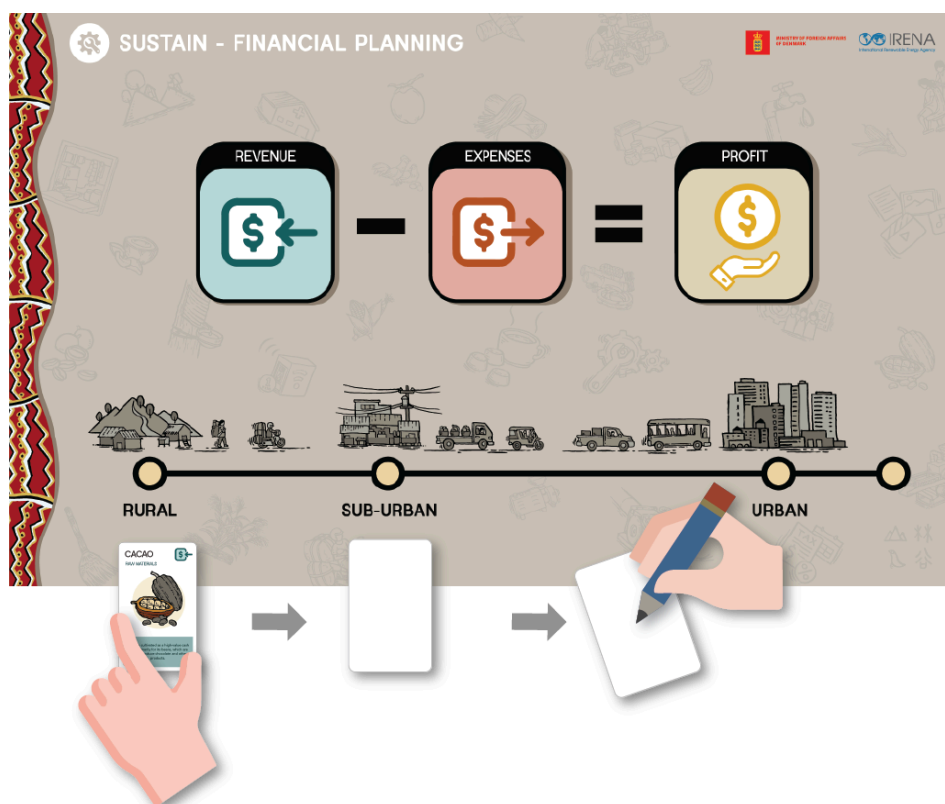 SUSTAIN - FINANCIAL PLANNING
MINISTRY OF FOREIGN AFFAIRS
OF DENMARK
IRENA
International Renewable Energy Agency
REVENUE
EXPENSES
PROFIT
$
$
$
RURAL
SUB-URBAN
URBAN
CACAO
$
RAW MATERIALS